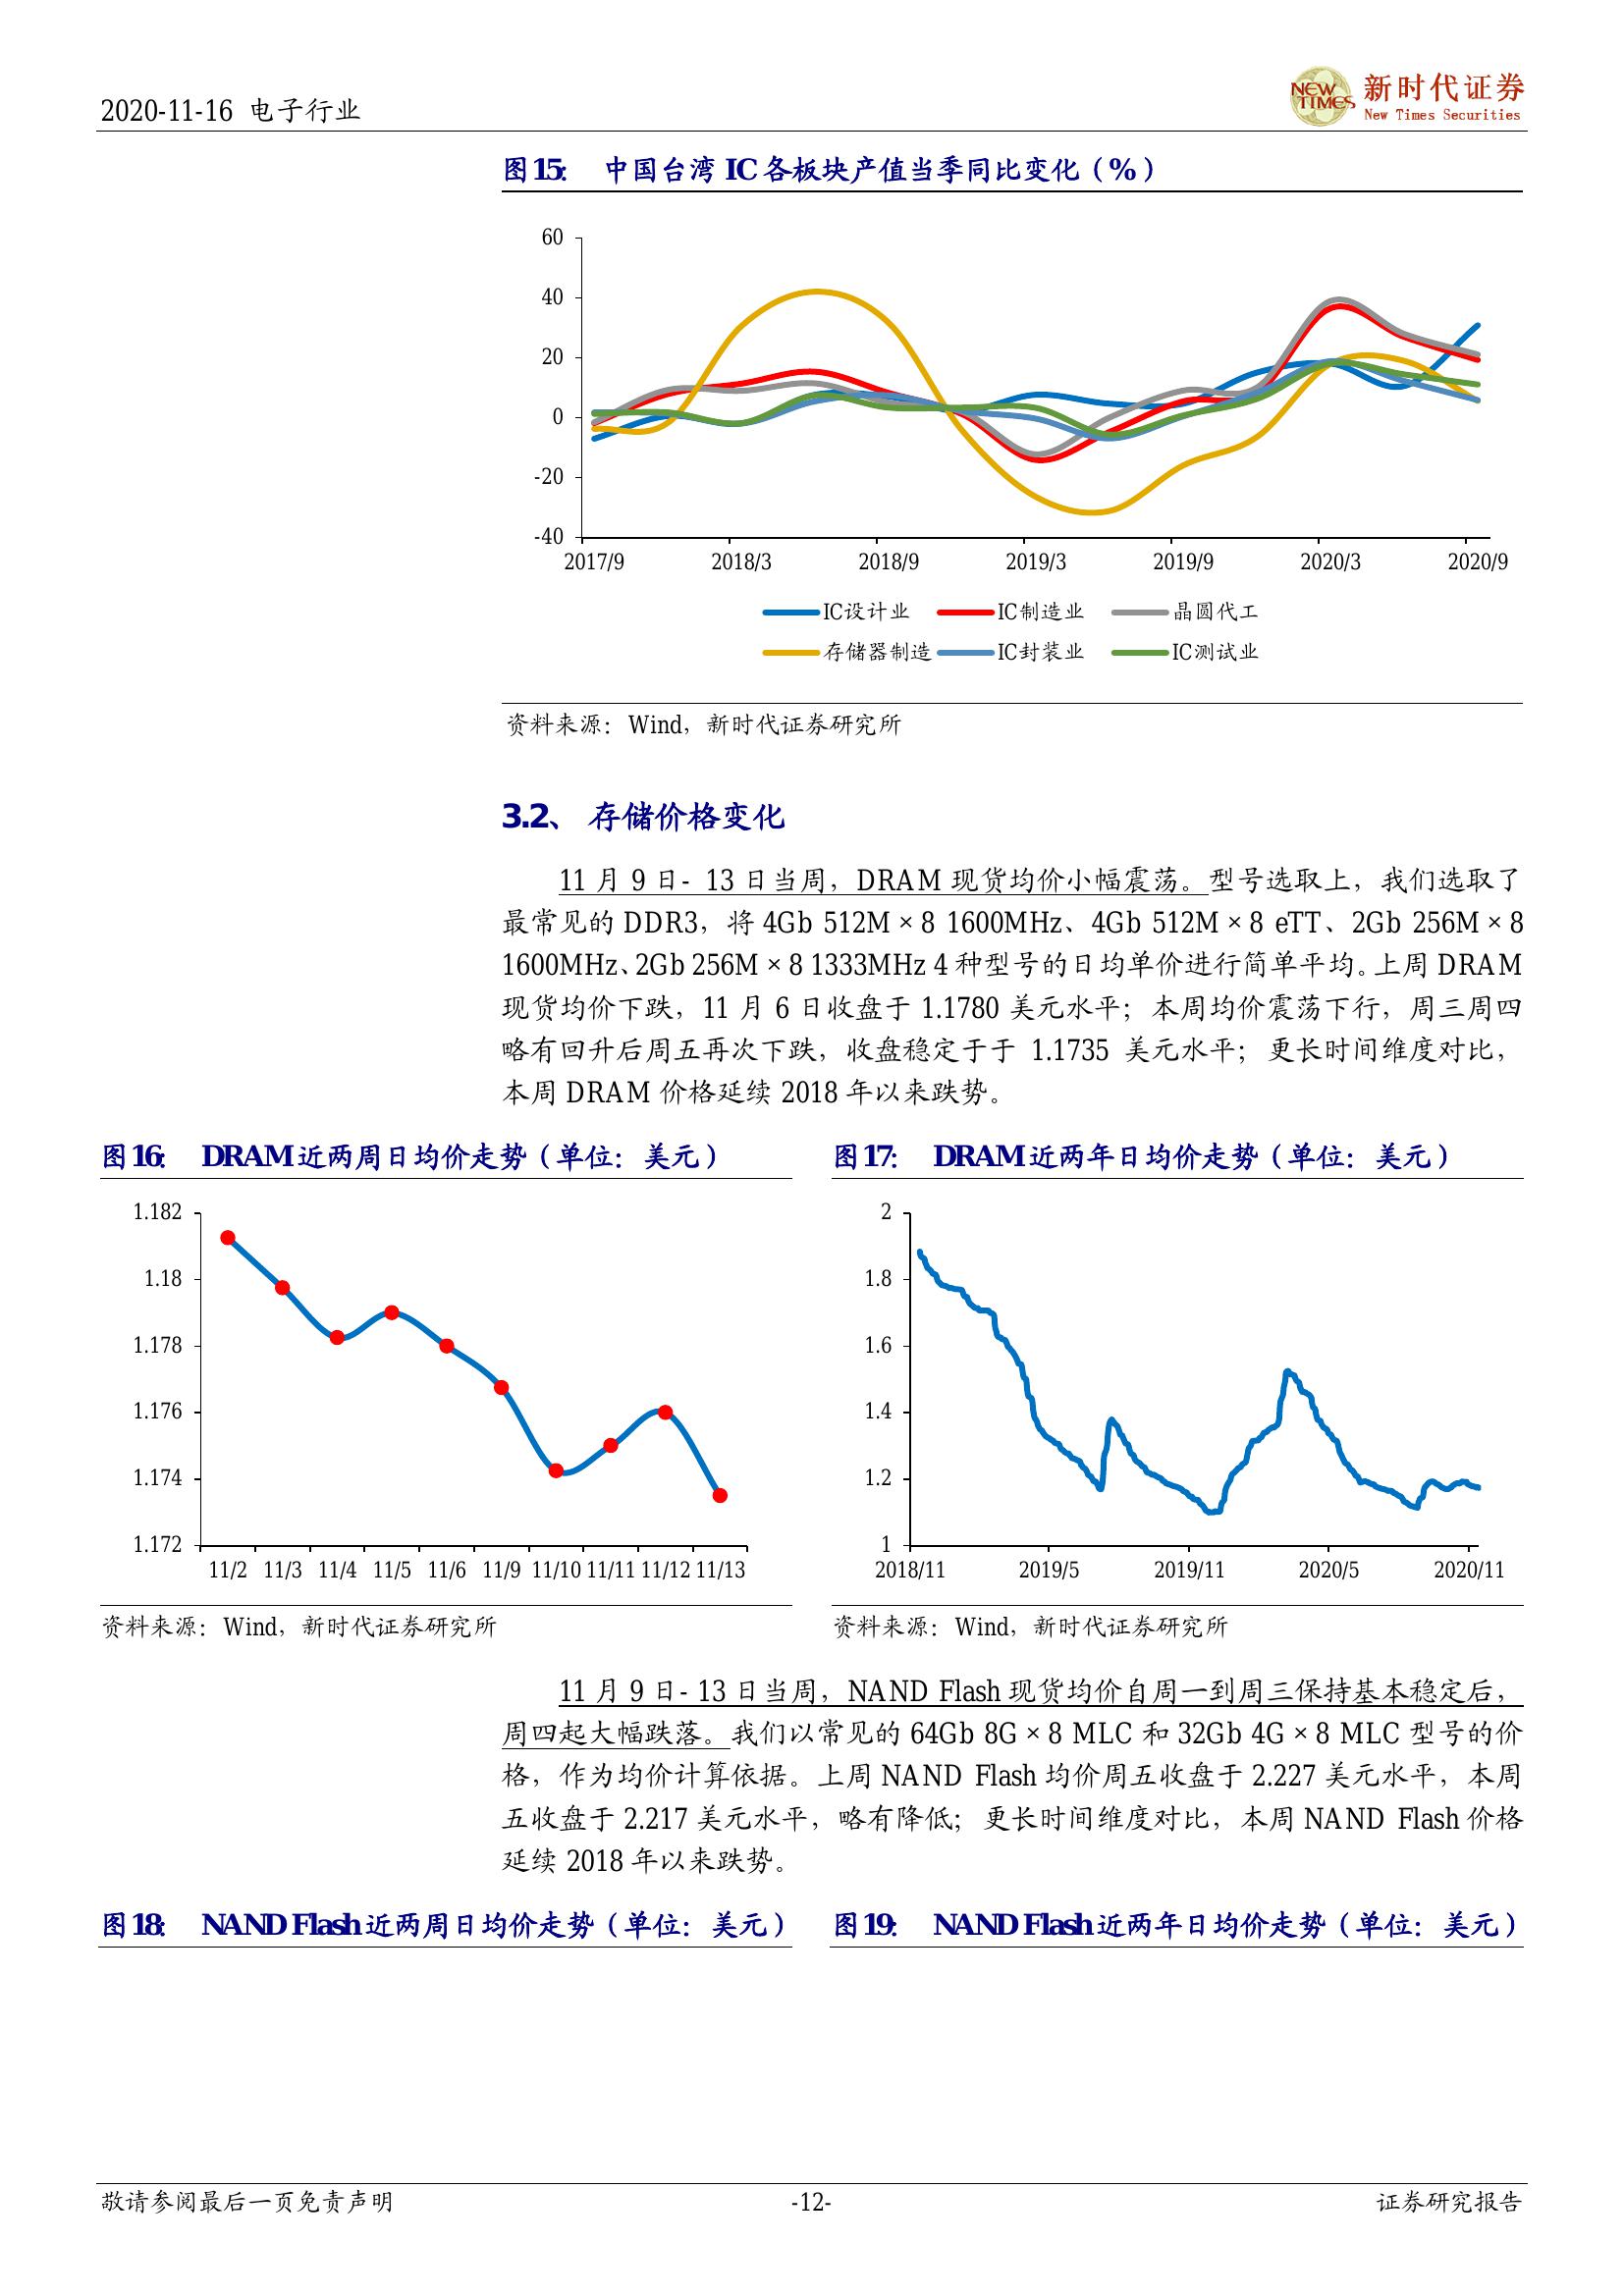 2020-11-16 电子行业
NEW TIMES
新时代证券
New Times Securities
图15: 中国台湾 IC 各板块产值当季同比变化（%）
60
40
20
0
-20
-40
2017/9 2018/3 2018/9 2019/3 2019/9 2020/3 2020/9
IC设计业 IC制造业 晶圆代工
存储器制造 IC封装业 IC测试业
资料来源：Wind，新时代证券研究所
3.2、 存储价格变化
11 月 9 日- 13 日当周，DRAM 现货均价小幅震荡。型号选取上，我们选取了
最常见的 DDR3，将 4Gb 512M×8 1600MHz、4Gb 512M×8 eTT、2Gb 256M×8
1600MHz、2Gb 256M×8 1333MHz 4 种型号的日均单价进行简单平均。上周 DRAM
现货均价下跌，11 月 6 日收盘于 1.1780 美元水平；本周均价震荡下行，周三周四
略有回升后周五再次下跌，收盘稳定于于 1.1735 美元水平；更长时间维度对比，
本周 DRAM 价格延续 2018 年以来跌势。
图16: DRAM 近两周日均价走势（单位：美元）
1.182
1.18
1.178
1.176
1.174
1.172
11/2 11/3 11/4 11/5 11/6 11/9 11/10 11/11 11/12 11/13
资料来源：Wind，新时代证券研究所
图17: DRAM 近两年日均价走势（单位：美元）
2
1.8
1.6
1.4
1.2
1
2018/11 2019/5 2019/11 2020/5 2020/11
资料来源：Wind，新时代证券研究所
11 月 9 日- 13 日当周，NAND Flash 现货均价自周一到周三保持基本稳定后，
周四起大幅跌落。我们以常见的 64Gb 8G×8 MLC 和 32Gb 4G×8 MLC 型号的价
格，作为均价计算依据。上周 NAND Flash 均价周五收盘于 2.227 美元水平，本周
五收盘于 2.217 美元水平，略有降低；更长时间维度对比，本周 NAND Flash 价格
延续 2018 年以来跌势。
图18: NAND Flash 近两周日均价走势（单位：美元）
图19: NAND Flash 近两年日均价走势（单位：美元）
敬请参阅最后一页免责声明 -12- 证券研究报告